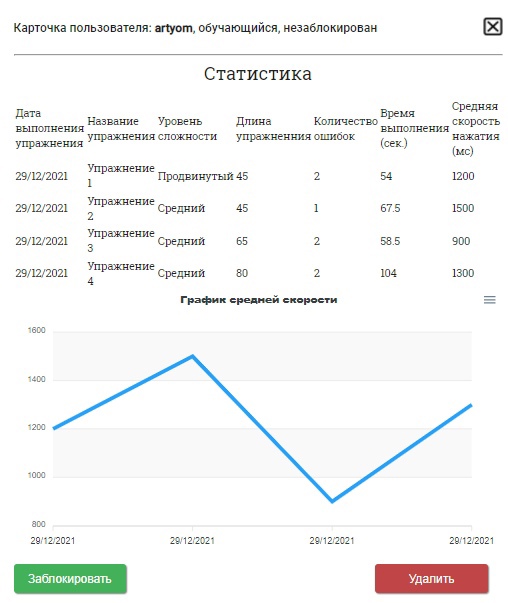 Карточка пользователя: artyom, обучающийся, незаблокирован
Статистика
Дата выполнения упражнения Название упражнения Уровень сложности Длина упражненния Количество ошибок Время выполнения (сек.) Средняя скорость нажатия (мс)
29/12/2021 Упражнение 1 Продвинутый 45 2 54 1200
29/12/2021 Упражнение 2 Средний 45 1 67.5 1500
29/12/2021 Упражнение 3 Средний 65 2 58.5 900
29/12/2021 Упражнение 4 Средний 80 2 104 1300
График средней скорости
1600
1400
1200
1000
800
29/12/2021 29/12/2021 29/12/2021 29/12/2021
Заблокировать Удалить